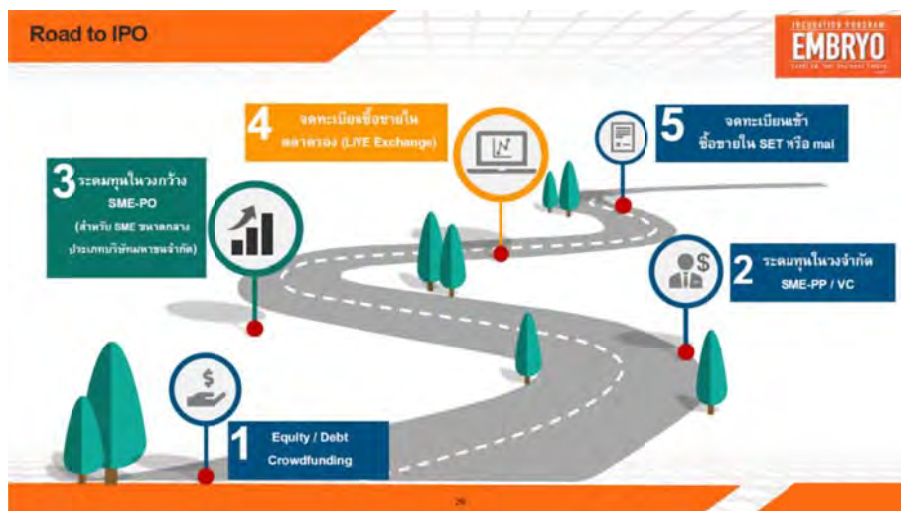 Road to IPO
INCUBATION PROGRAM
EMBRYO
1
Equity / Debt
Crowdfunding
2
ระดมทุนในวงจำกัด
SME-PP / VC
3
ระดมทุนในวงกว้าง
SME-PO
(สำหรับ SME ขนาดกลาง
ประเภทบริษัทมหาชนจำกัด)
4
จดทะเบียนซื้อขายใน
ตลาดรอง (LiVE Exchange)
5
จดทะเบียนเข้า
ซื้อขายใน SET หรือ mai
$
$